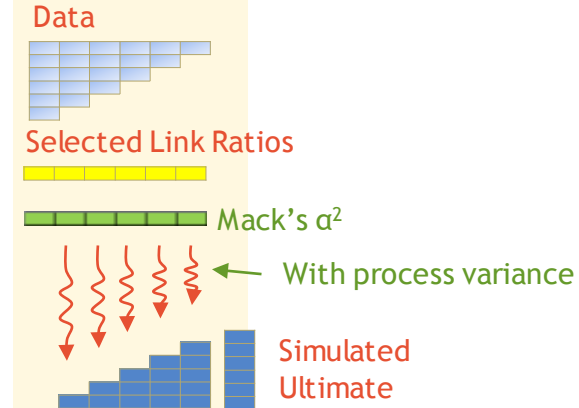 Data
Selected Link Ratios
Mack's α²
With process variance
Simulated
Ultimate